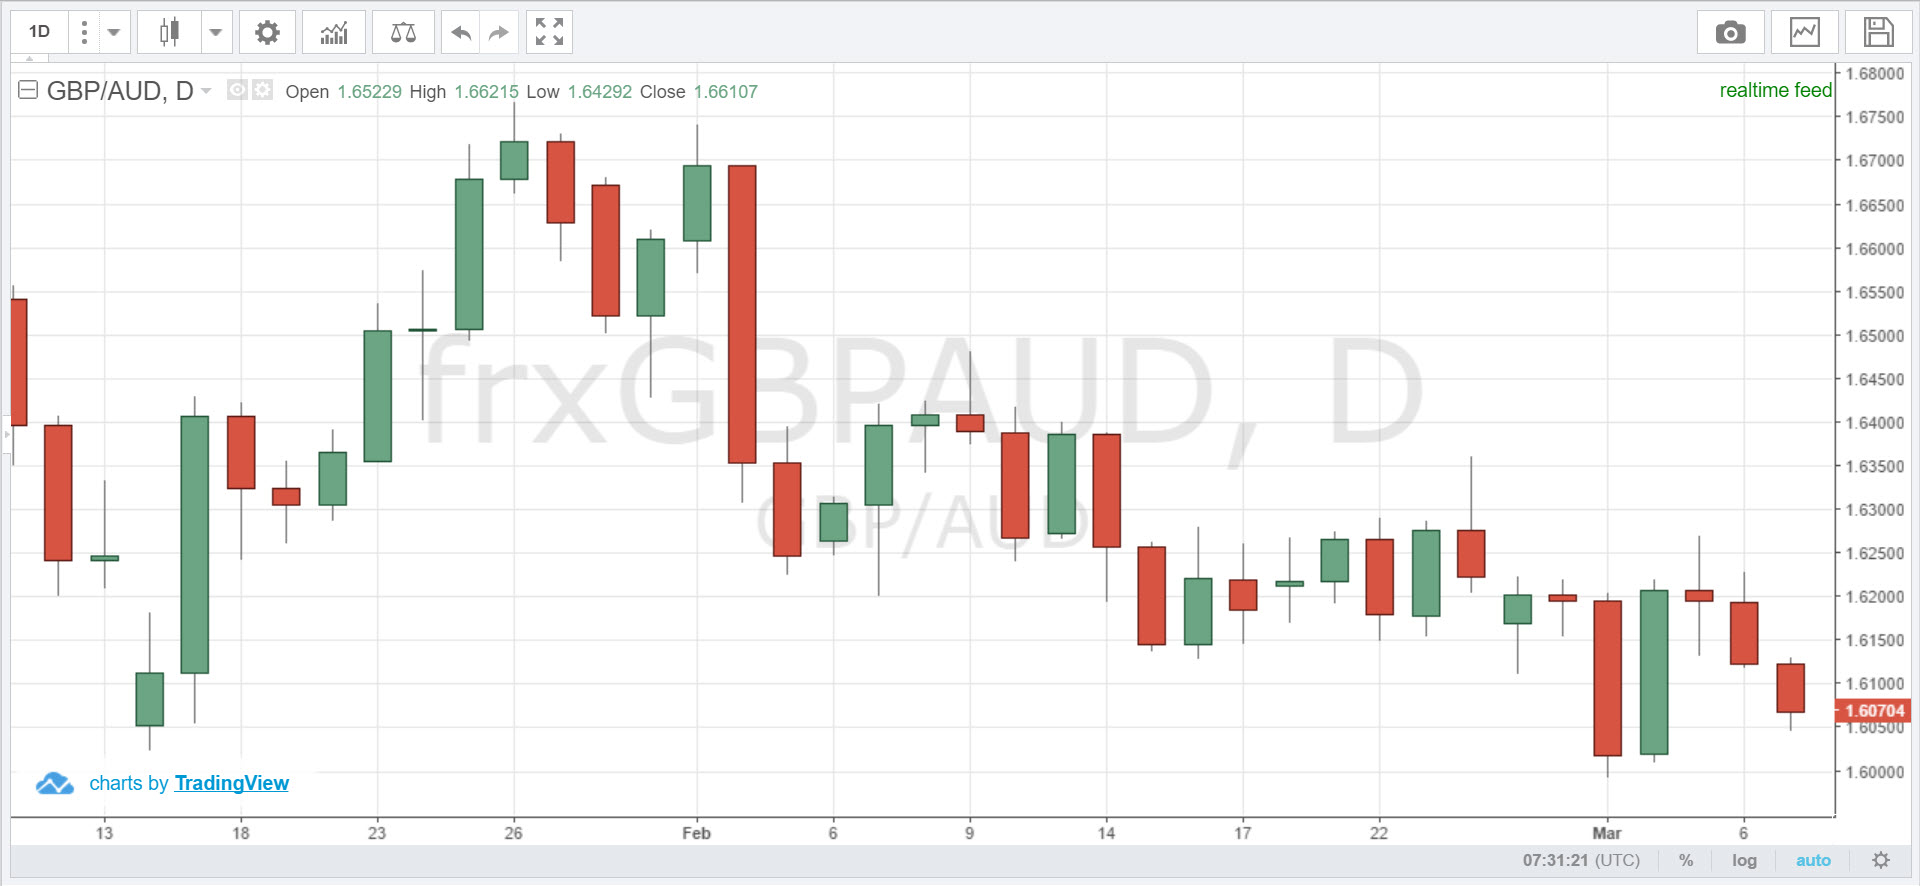 1D
GBP/AUD, D Open 1.65229 High 1.66215 Low 1.64292 Close 1.66107
realtime feed
frxGBPAUD, D
GBP/AUD
1.68000
1.67500
1.67000
1.66500
1.66000
1.65500
1.65000
1.64500
1.64000
1.63500
1.63000
1.62500
1.62000
1.61500
1.61000
1.60704
1.60500
1.60000
charts by TradingView
13 18 23 26 Feb 6 9 14 17 22 Mar 6
07:31:21 (UTC) % log auto